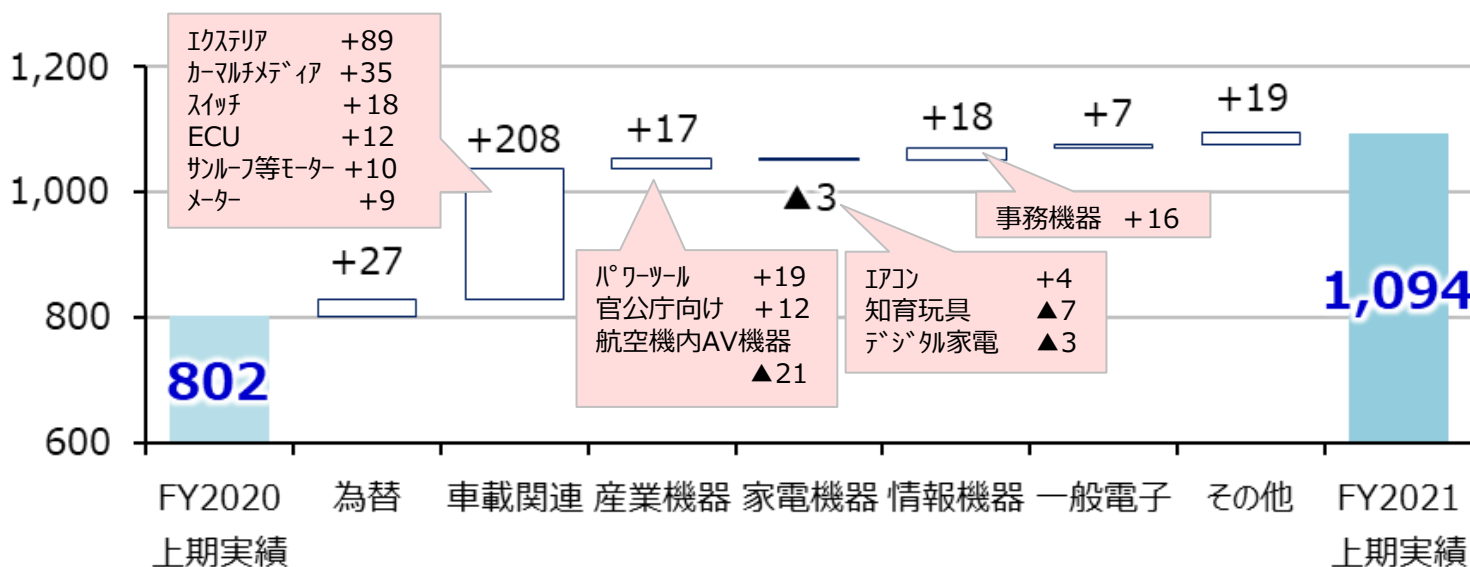 エクステリア +89
カーマルチメディア +35
スイッチ +18
ECU +12
サンルーフ等モーター +10
メーター +9
1,200
1,000
800
600
+27
+208
+17
▲3
+18
+7
+19
パワーツール +19
官公庁向け +12
航空機内AV機器
▲21
エアコン +4
知育玩具 ▲7
デジタル家電 ▲3
事務機器 +16
802
1,094
FY2020
上期実績
為替
車載関連
産業機器
家電機器
情報機器
一般電子
その他
FY2021
上期実績